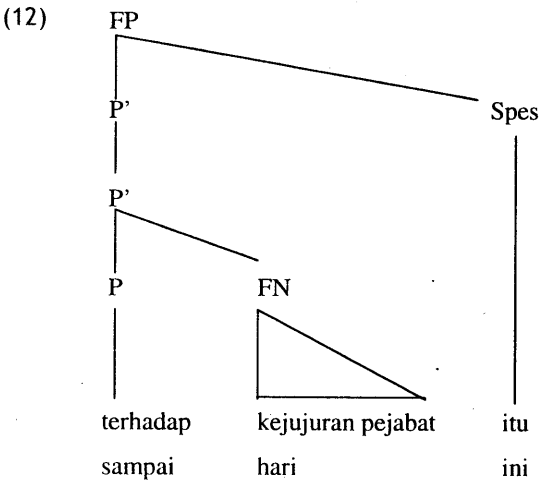 (12) FP
P' Spes
P'
P FN
terhadap kejujuran pejabat itu
sampai hari ini